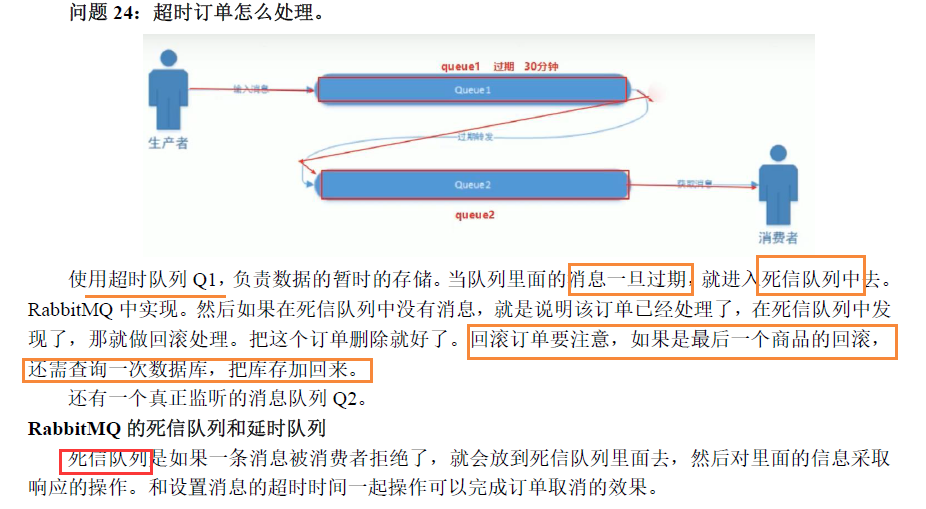 问题 24：超时订单怎么处理。
queue1 过期 30分钟
输入消息
Queue1
生产者
过期转发
Queue2
获取消息
queue2
消费者
使用超时队列 Q1，负责数据的暂时的存储。当队列里面的消息一旦过期，就进入死信队列中去。
RabbitMQ 中实现。然后如果在死信队列中没有消息，就是说明该订单已经处理了，在死信队列中发
现了，那就做回滚处理。把这个订单删除就好了。回滚订单要注意，如果是最后一个商品的回滚，
还需查询一次数据库，把库存加回来。
还有一个真正监听的消息队列 Q2。
RabbitMQ 的死信队列和延时队列
死信队列是如果一条消息被消费者拒绝了，就会放到死信队列里面去，然后对里面的信息采取
响应的操作。和设置消息的超时时间一起操作可以完成订单取消的效果。